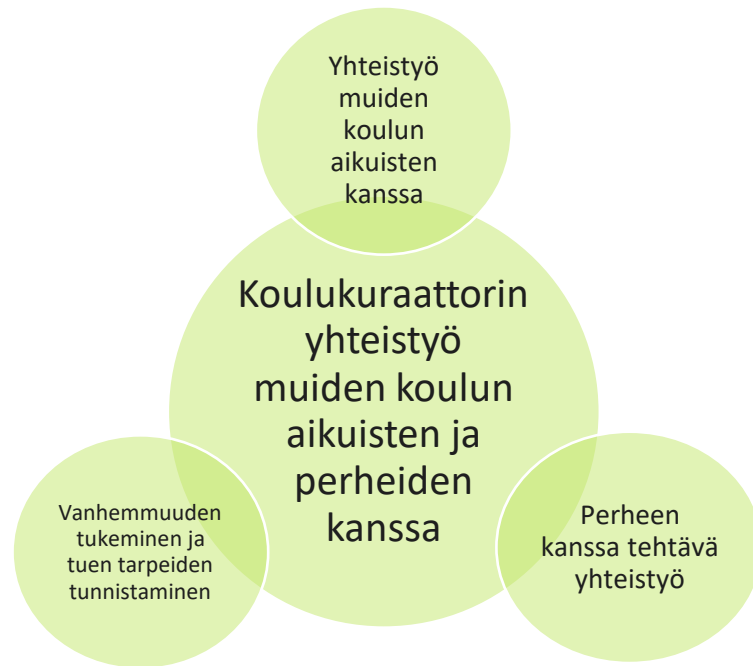 Yhteistyö
muiden
koulun
aikuisten
kanssa
Koulukuraattorin
yhteistyö
muiden koulun
aikuisten ja
perheiden
kanssa
Vanhemmuuden
tukeminen ja
tuen tarpeiden
tunnistaminen
Perheen
kanssa tehtävä
yhteistyö